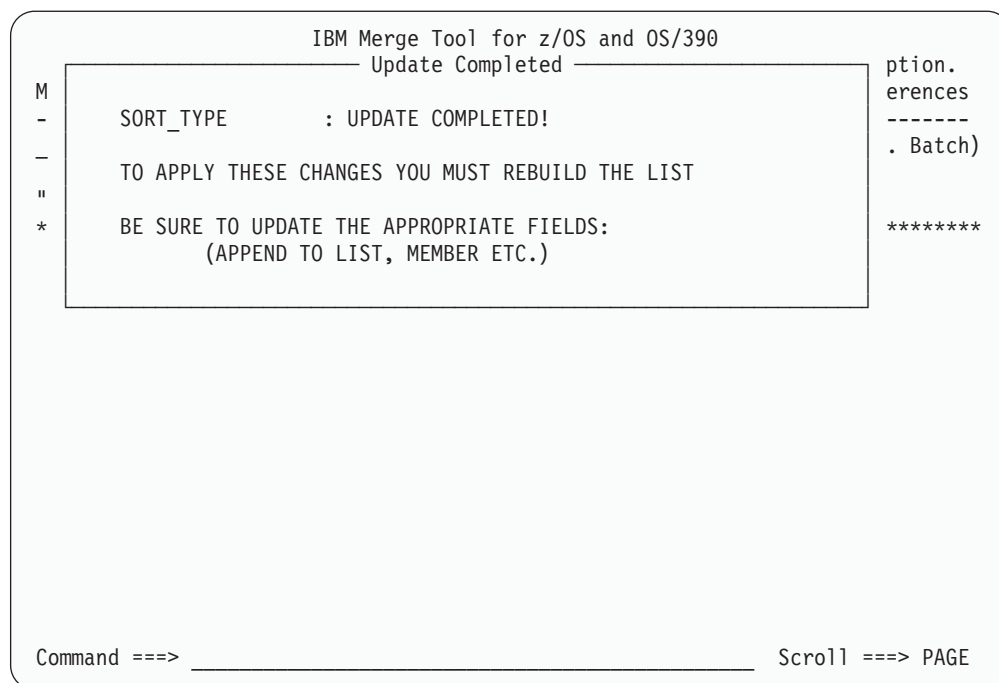 IBM Merge Tool for z/OS and OS/390
Update Completed ption.
M erences
- SORT_TYPE : UPDATE COMPLETED! -------
_ . Batch)
TO APPLY THESE CHANGES YOU MUST REBUILD THE LIST
"
* BE SURE TO UPDATE THE APPROPRIATE FIELDS: ********
(APPEND TO LIST, MEMBER ETC.)
Command ===> Scroll ===> PAGE